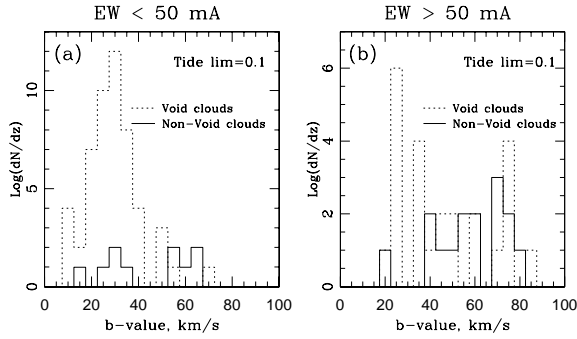 EW < 50 mA
EW > 50 mA
(a)
Tide lim=0.1
Void clouds
Non-Void clouds
Log(dN/dz)
0
5
10
0 20 40 60 80 100
b-value, km/s
(b)
Tide lim=0.1
Void clouds
Non-Void clouds
Log(dN/dz)
0
2
4
6
0 20 40 60 80 100
b-value, km/s